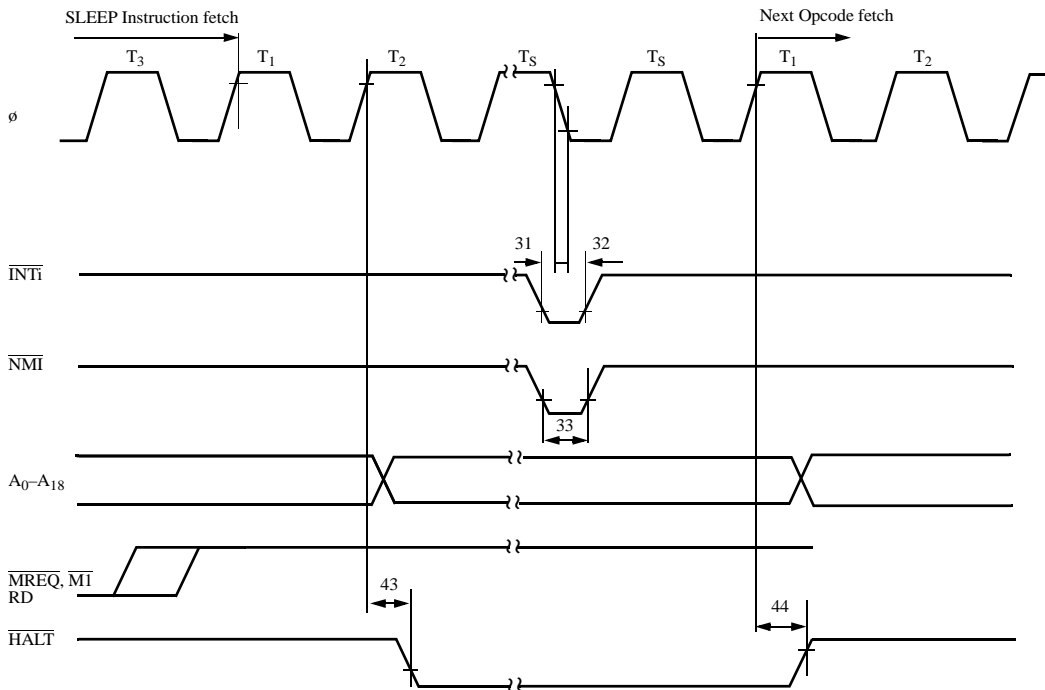 SLEEP Instruction fetch
Next Opcode fetch
T3 T1 T2 TS TS T1 T2
ø
31 32
INTi
NMI
33
A0–A18
MREQ, M1
RD
43 44
HALT